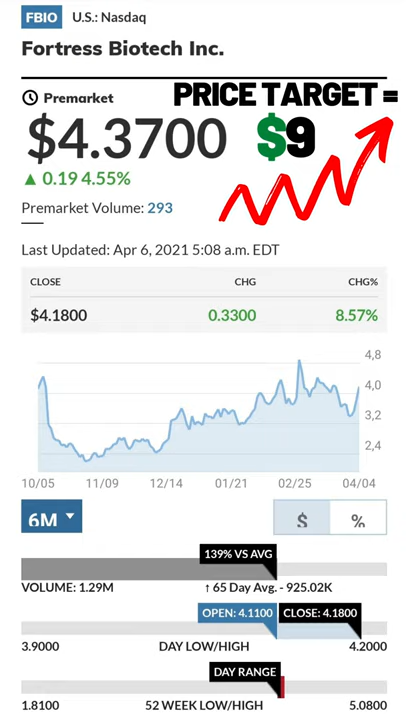 FBIO U.S.: Nasdaq
Fortress Biotech Inc.
Premarket
PRICE TARGET =
$4.3700 $9
▲ 0.19 4.55%
Premarket Volume: 293
Last Updated: Apr 6, 2021 5:08 a.m. EDT
CLOSE CHG CHG%
$4.1800 0.3300 8.57%
4,8
4,0
3,2
2,4
10/05 11/09 12/14 01/21 02/25 04/04
6M $ %
139% VS AVG
VOLUME: 1.29M ↑ 65 Day Avg. - 925.02K
OPEN: 4.1100 CLOSE: 4.1800
3.9000 DAY LOW/HIGH 4.2000
DAY RANGE
1.8100 52 WEEK LOW/HIGH 5.0800